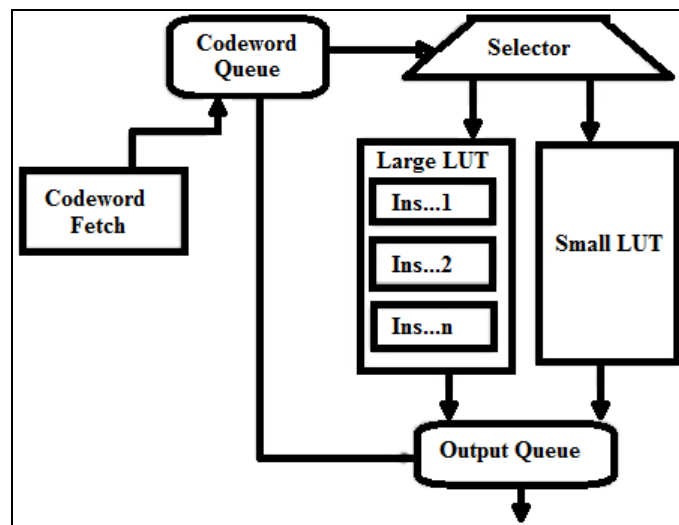 Codeword
Queue
Selector
Codeword
Fetch
Large LUT
Ins...1
Ins...2
Ins...n
Small LUT
Output Queue